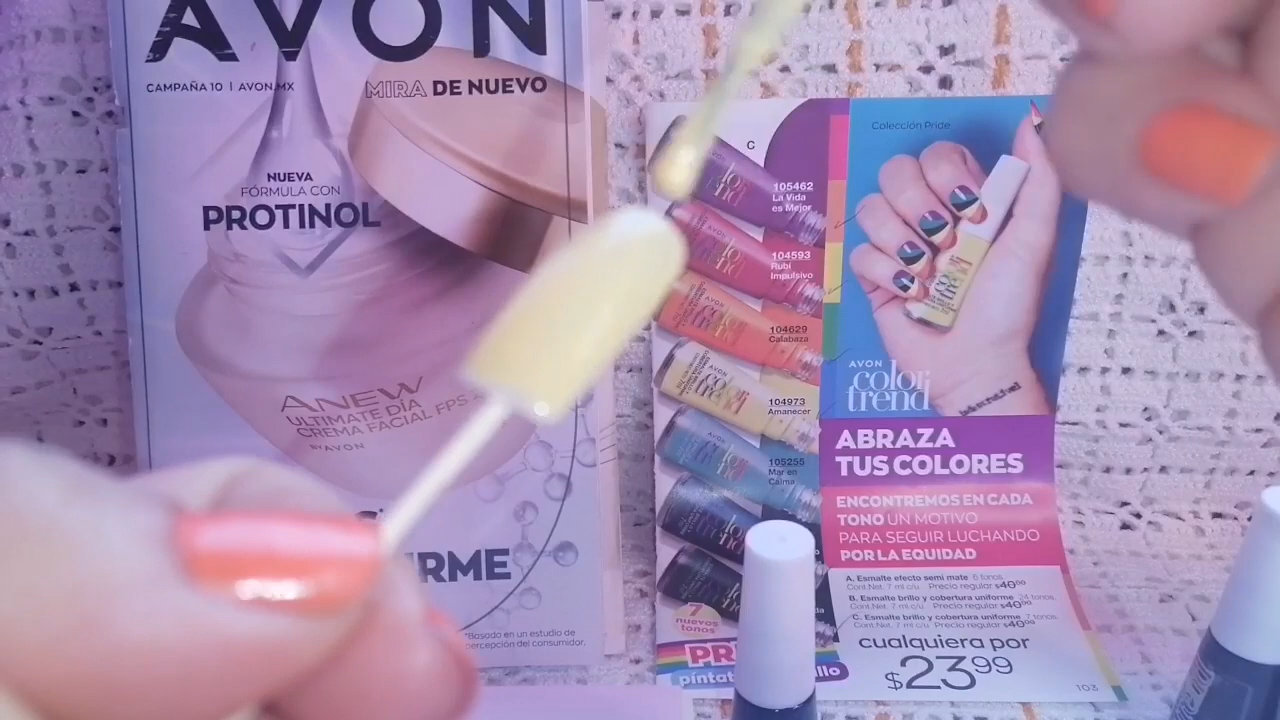 AVON
CAMPAÑA 10 | AVON.MX
MIRA DE NUEVO
NUEVA
FÓRMULA CON
PROTINOL
ANEW
ULTIMATE DÍA
CREMA FACIAL FPS
BY AVON
*Basado en un estudio de
percepción del consumidor.
C
105462
La Vida
es Mejor
104593
Rubí
Impulsivo
104629
Calabaza
104973
Amanecer
105255
Mar en
Calma
7
nuevos
tonos
Colección Pride
AVON
color
trend
ABRAZA
TUS COLORES
ENCONTREMOS EN CADA
TONO UN MOTIVO
PARA SEGUIR LUCHANDO
POR LA EQUIDAD
A. Esmalte efecto semi mate 6 tonos.
Cont.Net. 7 ml c/u Precio regular $40.00
B. Esmalte brillo y cobertura uniforme 24 tonos.
Cont.Net. 7 ml c/u Precio regular $40.00
C. Esmalte brillo y cobertura uniforme 7 tonos.
Cont.Net. 7 ml c/u Precio regular $40.00
cualquiera por
$23.99
103